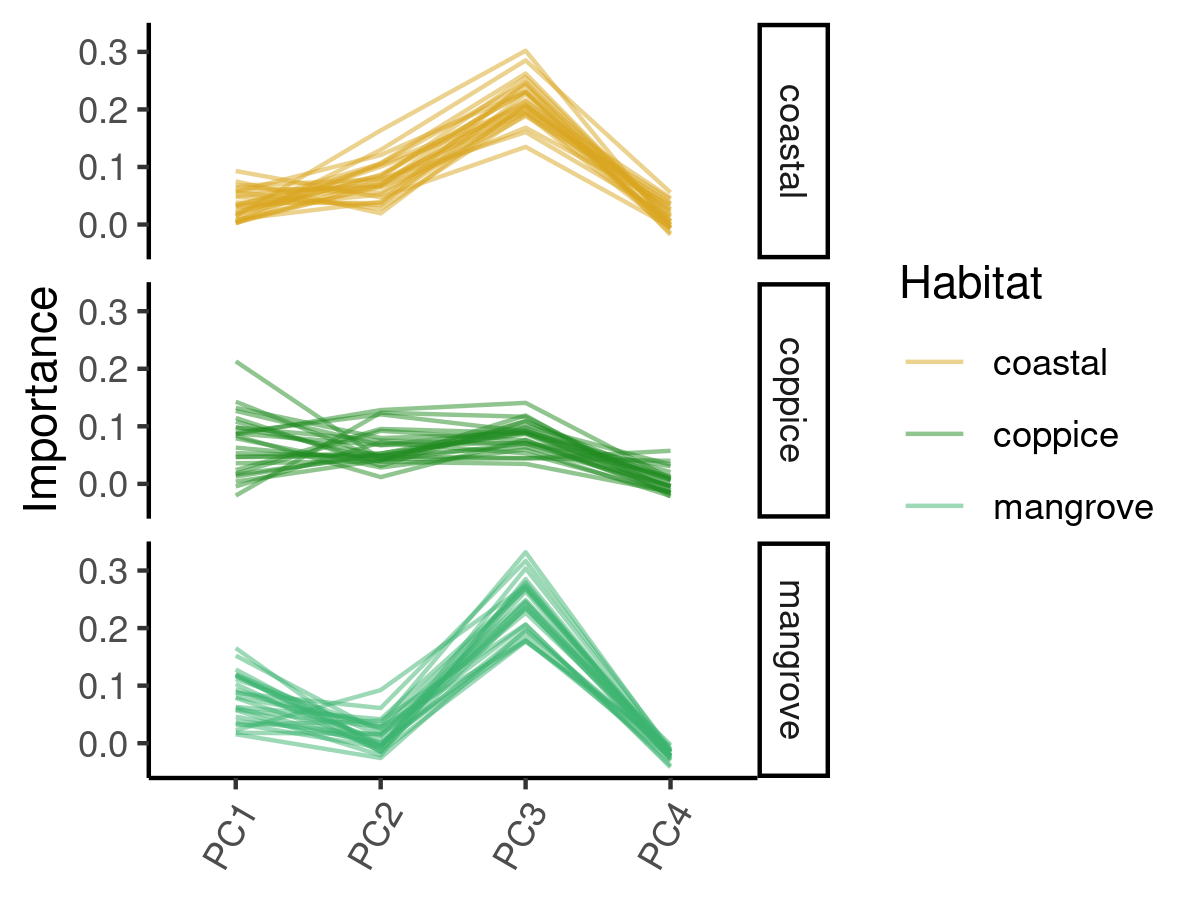 Importance
0.3
0.2
0.1
0.0
coastal
0.3
0.2
0.1
0.0
coppice
0.3
0.2
0.1
0.0
mangrove
PC1
PC2
PC3
PC4
Habitat
coastal
coppice
mangrove